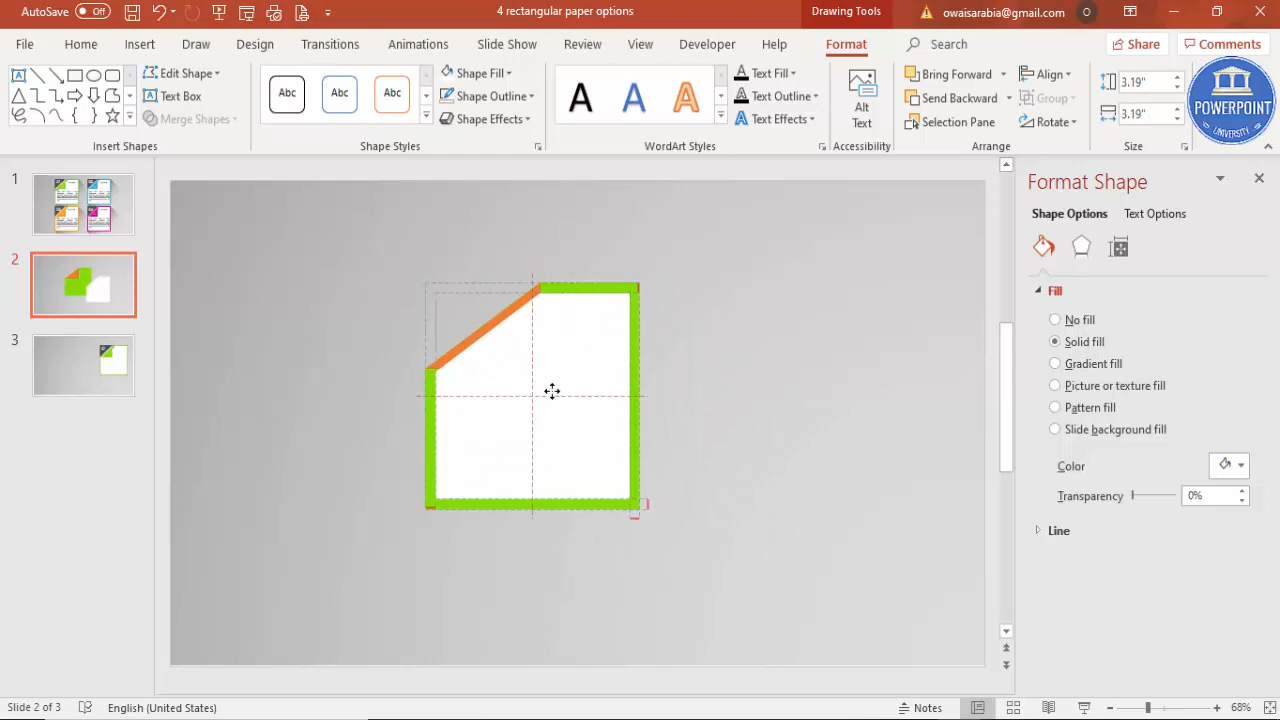 AutoSave Off
4 rectangular paper options
Drawing Tools
owaisarabia@gmail.com
File Home Insert Draw Design Transitions Animations Slide Show Review View Developer Help Format Search
Share Comments
Edit Shape
Text Box
Merge Shapes
Insert Shapes
Abc Abc Abc
Shape Fill
Shape Outline
Shape Effects
Shape Styles
A A A
Text Fill
Text Outline
Text Effects
WordArt Styles
Alt
Text
Accessibility
Bring Forward
Send Backward
Selection Pane
Align
Group
Rotate
Arrange
3.19"
3.19"
Size
POWERPOINT
UNIVERSITY
1
2
3
Format Shape
Shape Options Text Options
Fill
No fill
Solid fill
Gradient fill
Picture or texture fill
Pattern fill
Slide background fill
Color
Transparency 0%
Line
Slide 2 of 3
English (United States)
Notes
68%